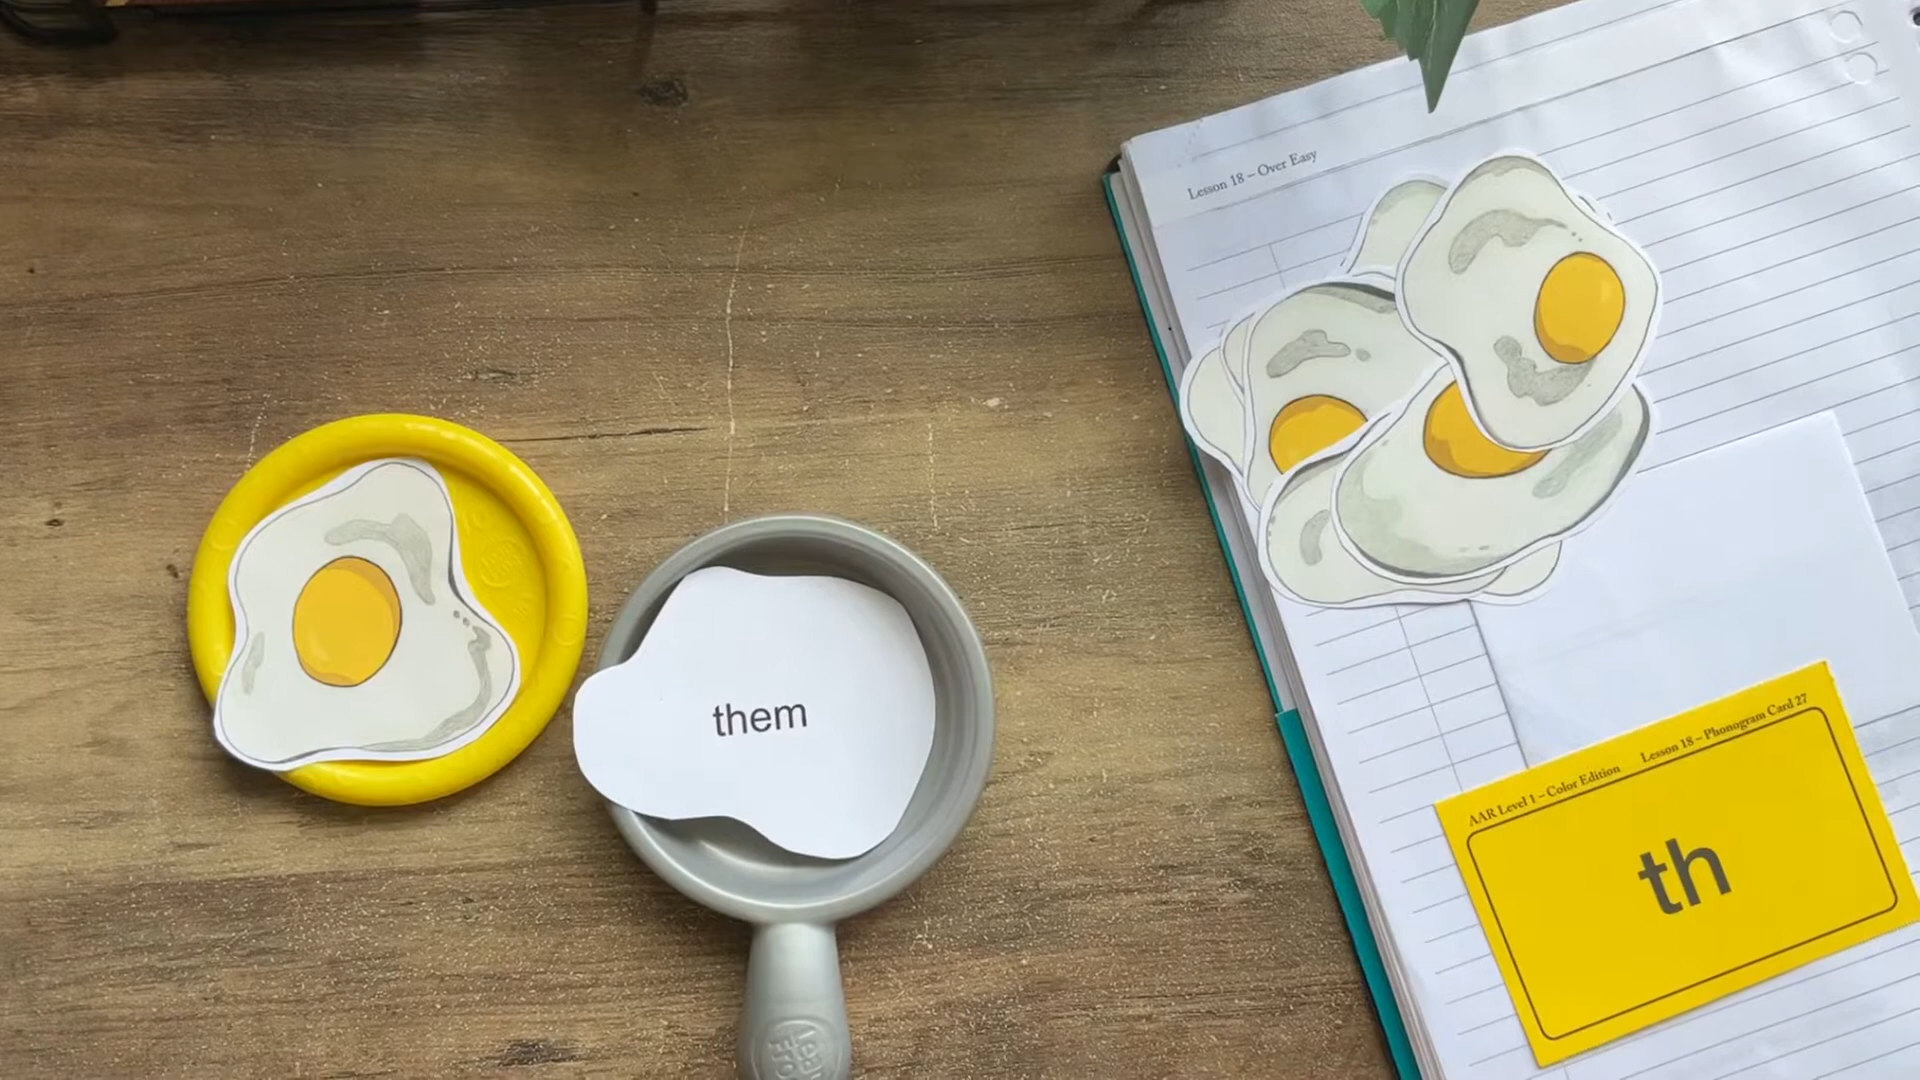 Lesson 18 – Over Easy
them
AAR Level 1 – Color Edition Lesson 18 – Phonogram Card 27
th